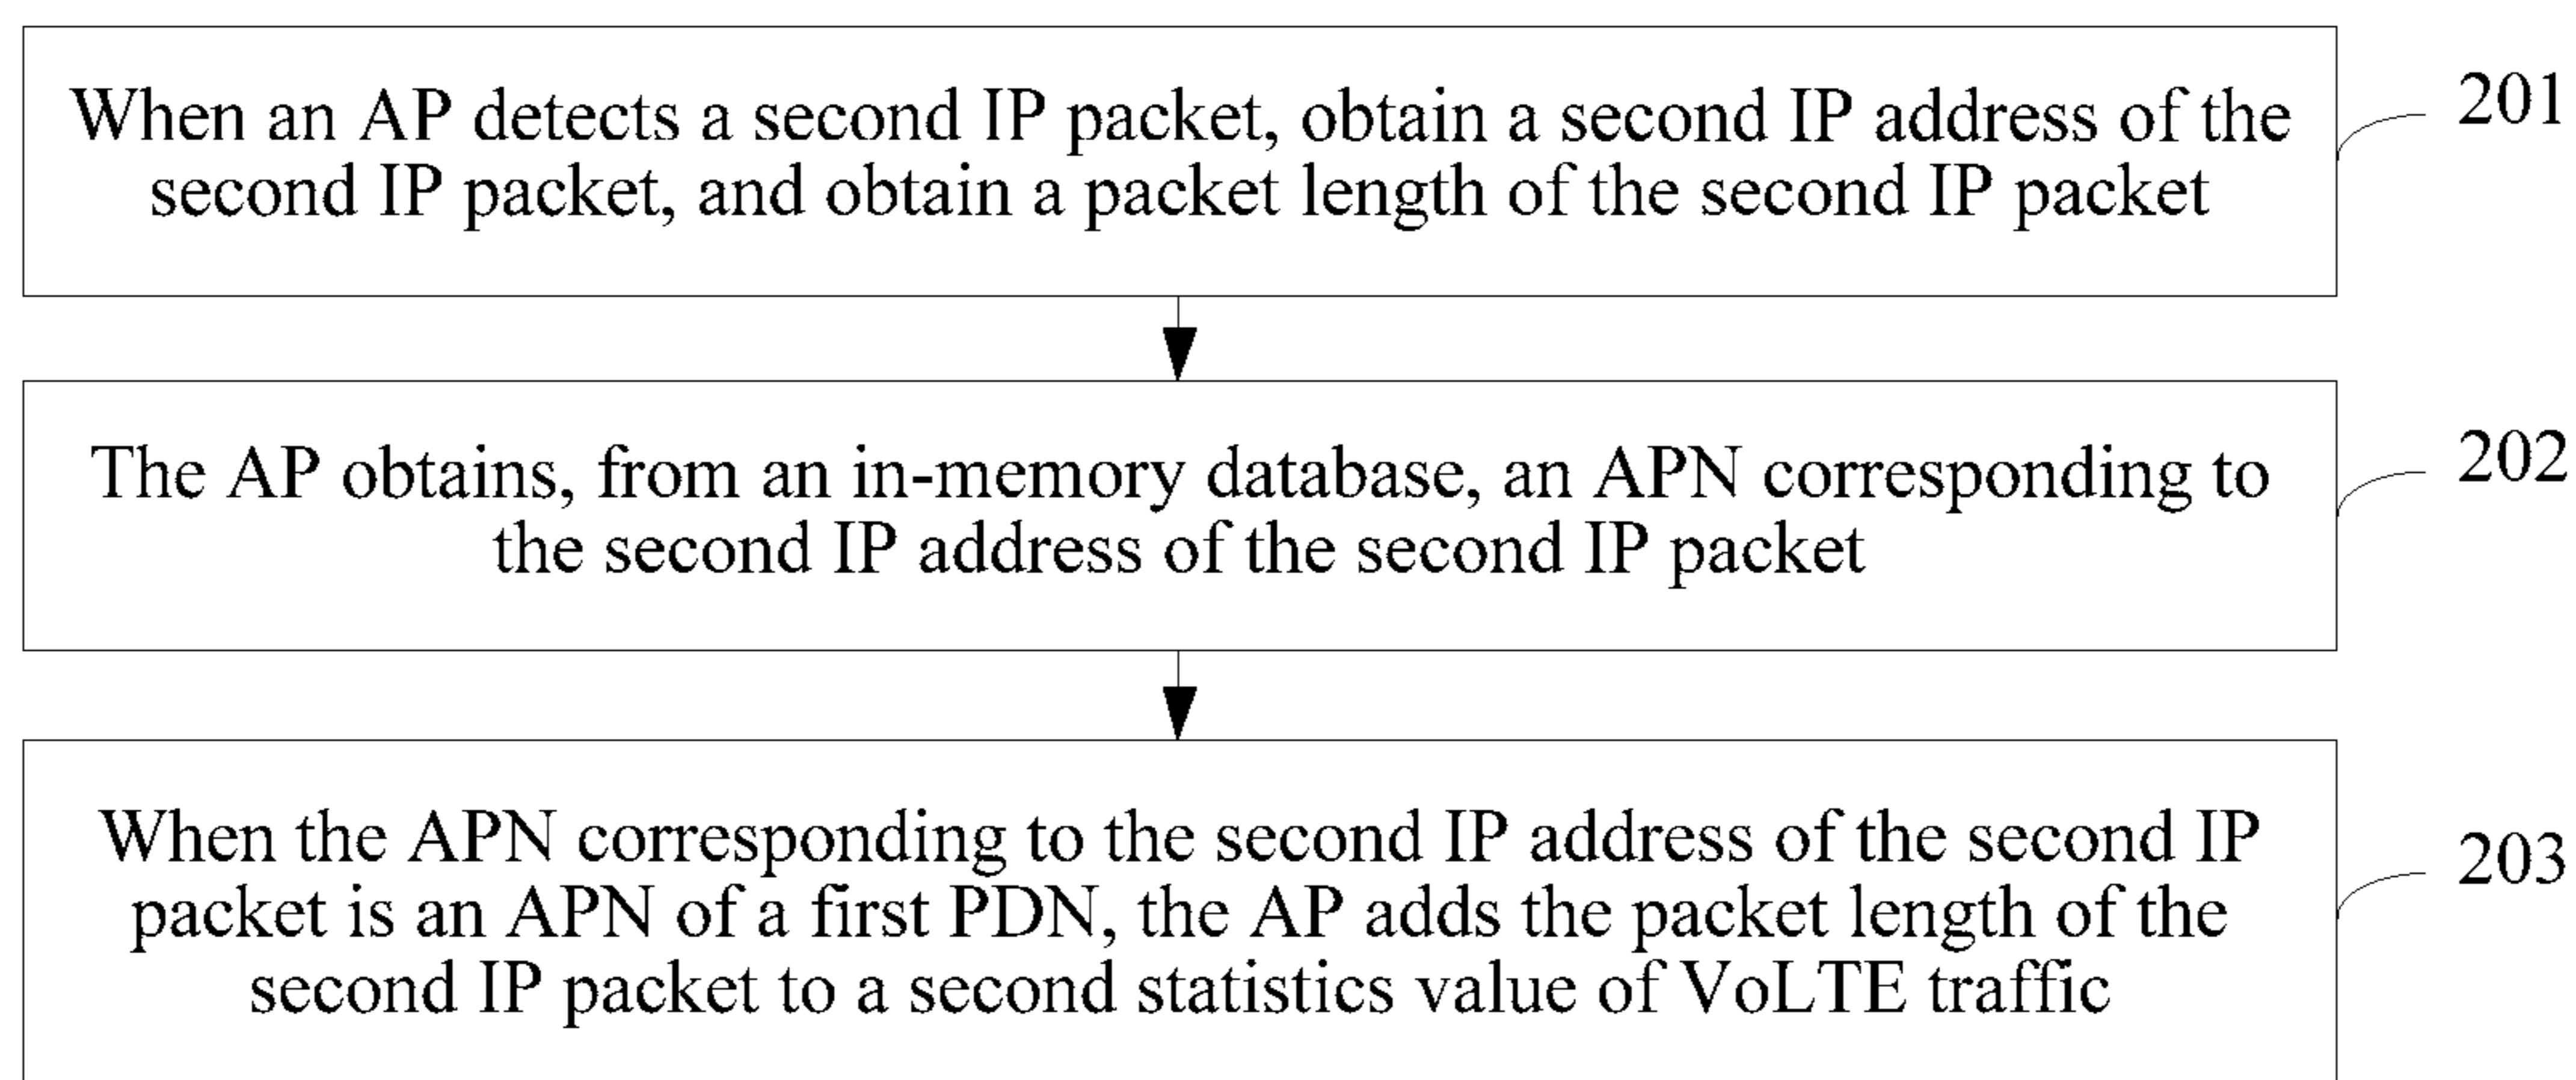 When an AP detects a second IP packet, obtain a second IP address of the
second IP packet, and obtain a packet length of the second IP packet
201
The AP obtains, from an in-memory database, an APN corresponding to
the second IP address of the second IP packet
202
When the APN corresponding to the second IP address of the second IP
packet is an APN of a first PDN, the AP adds the packet length of the
second IP packet to a second statistics value of VoLTE traffic
203